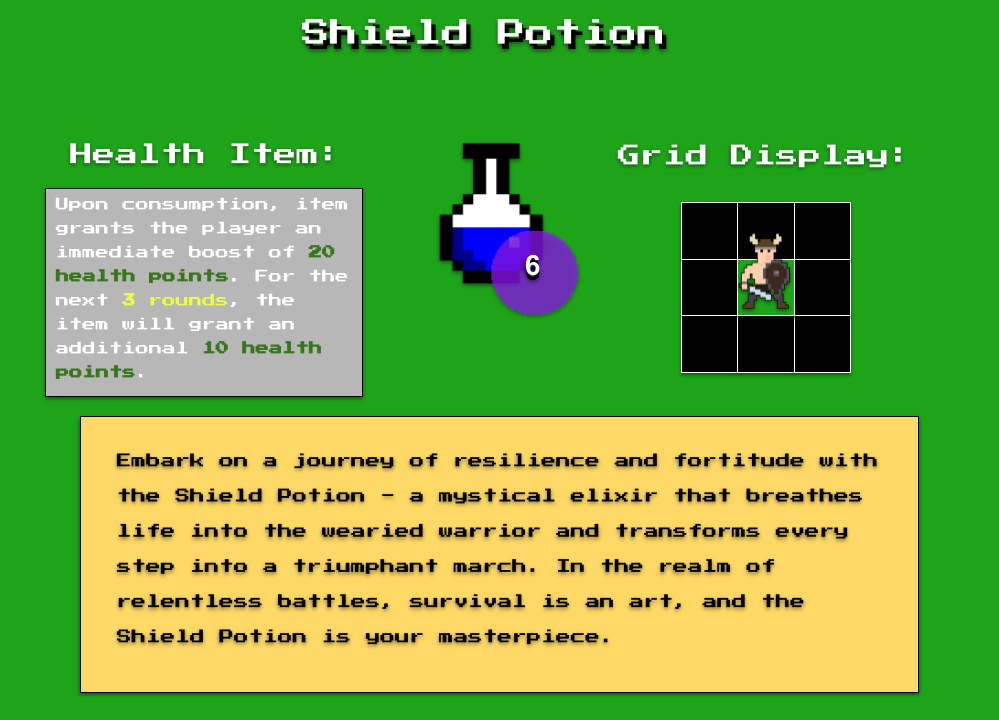 Shield Potion
Health Item:
Upon consumption, item
grants the player an
immediate boost of 20
health points. For the
next 3 rounds, the
item will grant an
additional 10 health
points.
6
Grid Display:
Embark on a journey of resilience and fortitude with
the Shield Potion - a mystical elixir that breathes
life into the wearied warrior and transforms every
step into a triumphant march. In the realm of
relentless battles, survival is an art, and the
Shield Potion is your masterpiece.